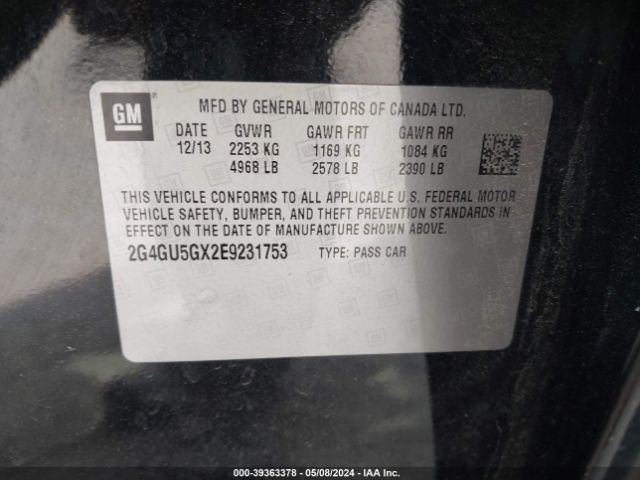 GM
MFD BY GENERAL MOTORS OF CANADA LTD.
DATE GVWR GAWR FRT GAWR RR
12/13 2253 KG 1169 KG 1084 KG
4968 LB 2578 LB 2390 LB
THIS VEHICLE CONFORMS TO ALL APPLICABLE U.S. FEDERAL MOTOR
VEHICLE SAFETY, BUMPER, AND THEFT PREVENTION STANDARDS IN
EFFECT ON THE DATE OF MANUFACTURE SHOWN ABOVE.
2G4GU5GX2E9231753 TYPE: PASS CAR
000-39363378 - 05/08/2024 - IAA Inc.